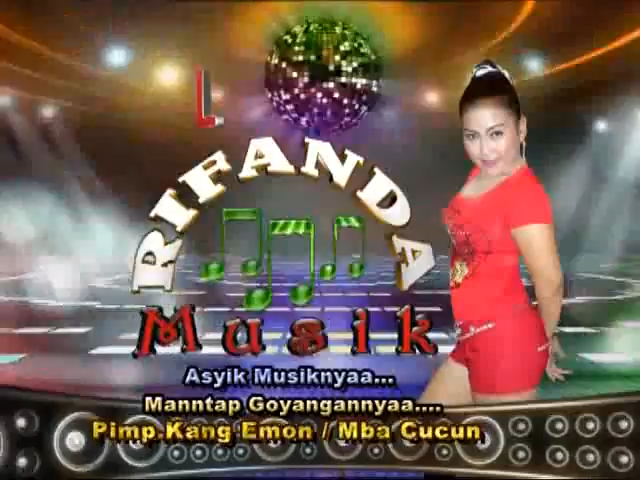 L.
RIFANDA
Musik
Asyik Musiknyaa...
Manntap Goyangannyaa....
Pimp.Kang Emon / Mba Cucun